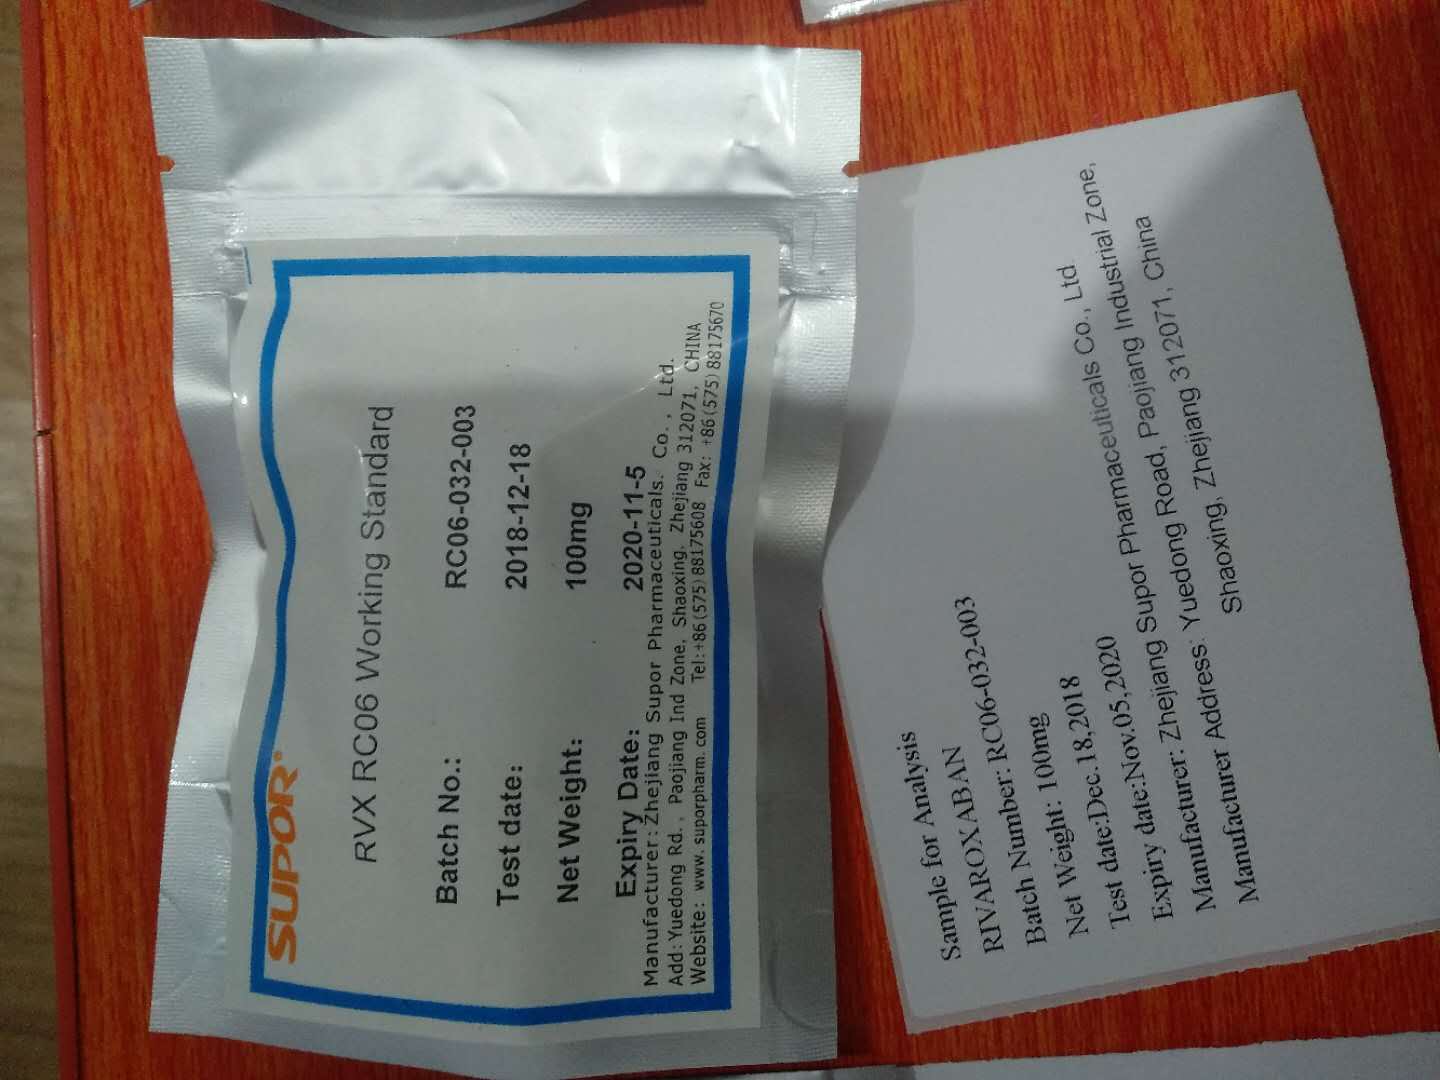 SUPOR®
RVX RC06 Working Standard
Batch No.: RC06-032-003
Test date: 2018-12-18
Net Weight: 100mg
Expiry Date: 2020-11-5
Manufacturer:Zhejiang Supor Pharmaceuticals. Co., Ltd.
Add:Yuedong Rd., Paojiang Ind Zone, Shaoxing, Zhejiang 312071, CHINA
Website: www.suporpharm.com Tel:+86(575)88175608 Fax: +86(575)88175670
Sample for Analysis
RIVAROXABAN
Batch Number: RC06-032-003
Net Weight: 100mg
Test date:Dec.18,2018
Expiry date:Nov.05,2020
Manufacturer: Zhejiang Supor Pharmaceuticals Co., Ltd
Manufacturer Address: Yuedong Road, Paojiang Industrial Zone,
Shaoxing, Zhejiang 312071, China